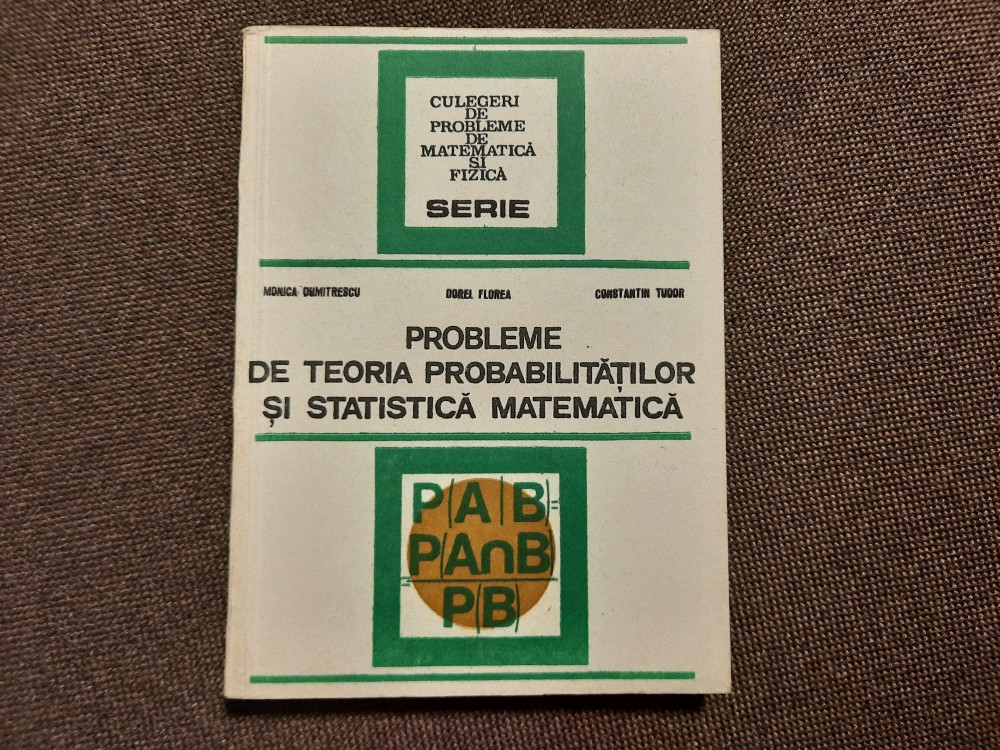 CULEGERI
DE
PROBLEME
DE
MATEMATICĂ
SI
FIZICĂ
SERIE
MONICA DUMITRESCU DOREL FLOREA CONSTANTIN TUDOR
PROBLEME
DE TEORIA PROBABILITĂȚILOR
ȘI STATISTICĂ MATEMATICĂ
P(A|B)=
=P(A∩B)
P(B)